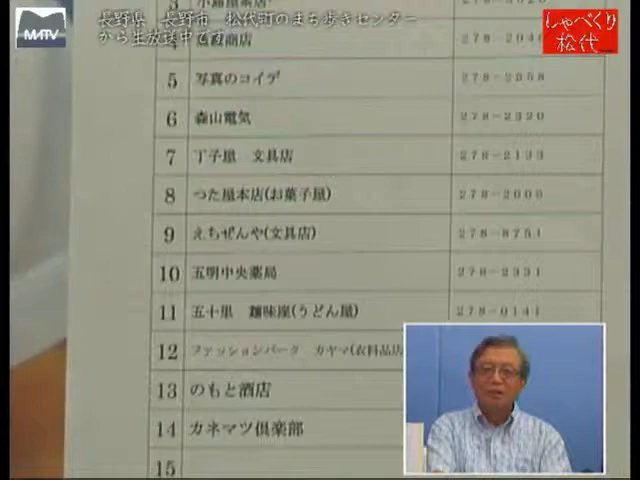 MATV
長野県 長野市 松代町のまち歩きセンター
から生放送中です
しゃべくり
松代
3
4 商店 278-204
5 写真のコイデ 278-2058
6 森山電気 278-2320
7 丁子屋 文具店 278-2133
8 つた屋本店(お菓子屋) 278-2005
9 えちぜんや(文具店) 278-8751
10 五明中央薬局 278-2331
11 五十里 麺味座(うどん屋) 278-0141
12 ファッションパーク カヤマ(衣料品店
13 のもと酒店
14 カネマツ倶楽部
15